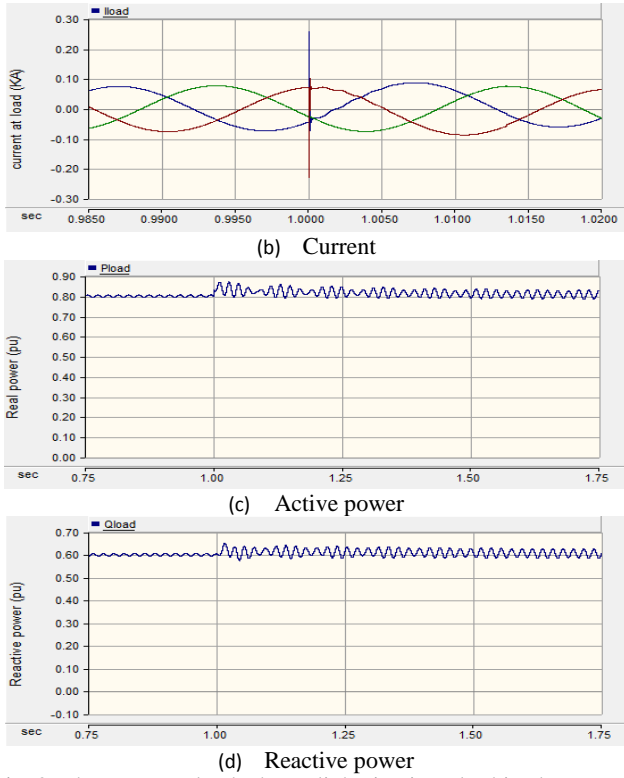 Iload
0.30
0.20
0.10
0.00
-0.10
-0.20
-0.30
current at load (KA)
sec 0.9850 0.9900 0.9950 1.0000 1.0050 1.0100 1.0150 1.0200
(b) Current
Pload
0.90
0.80
0.70
0.60
0.50
0.40
0.30
0.20
0.10
0.00
Real power (pu)
sec 0.75 1.00 1.25 1.50 1.75
(c) Active power
Qload
0.70
0.60
0.50
0.40
0.30
0.20
0.10
0.00
-0.10
Reactive power (pu)
sec 0.75 1.00 1.25 1.50 1.75
(d) Reactive power